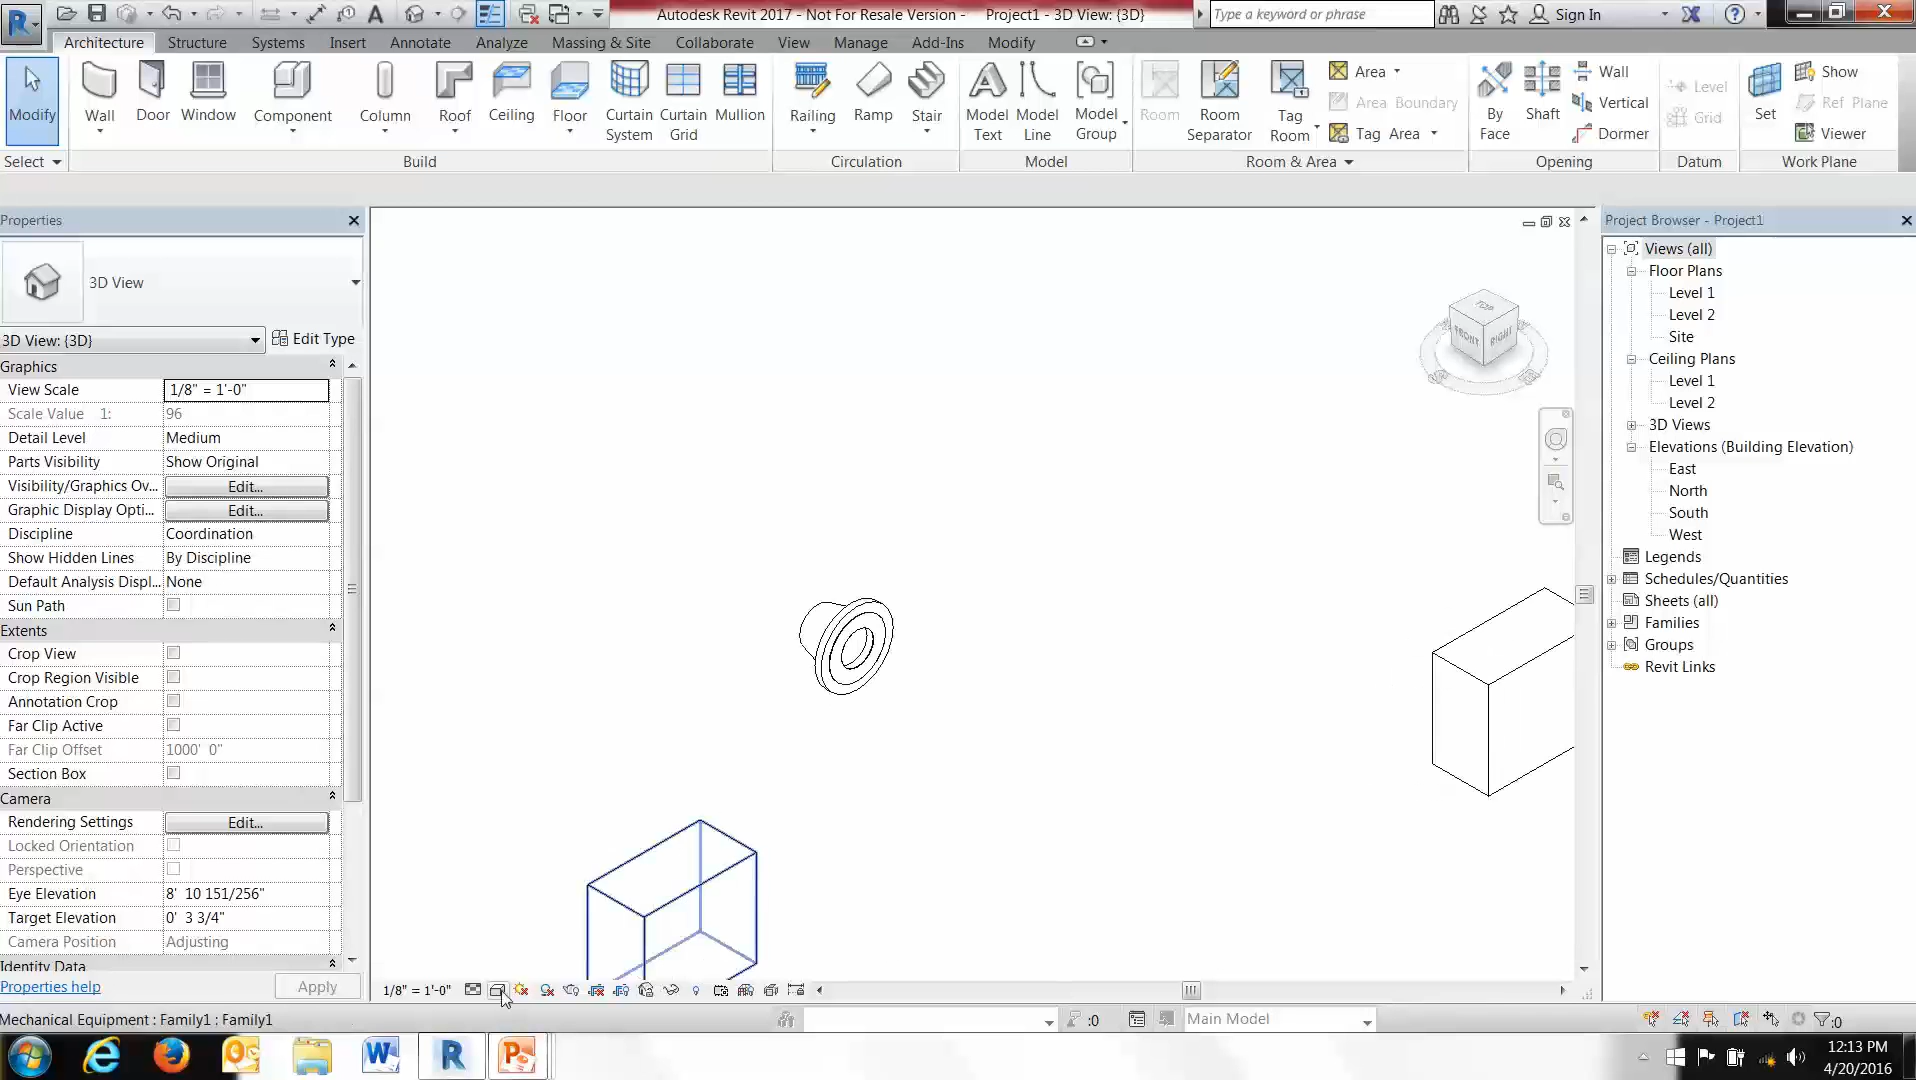 Autodesk Revit 2017 - Not For Resale Version - Project1 - 3D View: {3D}
Type a keyword or phrase
Sign In
Architecture Structure Systems Insert Annotate Analyze Massing & Site Collaborate View Manage Add-Ins Modify
Modify
Wall
Door
Window
Component
Column
Roof
Ceiling
Floor
Curtain System
Curtain Grid
Mullion
Railing
Ramp
Stair
Model Text
Model Line
Model Group
Room
Room Separator
Tag Room
Area
Area Boundary
Tag Area
By Face
Shaft
Wall
Vertical
Dormer
Level
Grid
Set
Show
Ref Plane
Viewer
Select
Build
Circulation
Model
Room & Area
Opening
Datum
Work Plane
Properties
3D View
3D View: {3D}
Edit Type
Graphics
View Scale 1/8" = 1'-0"
Scale Value 1: 96
Detail Level Medium
Parts Visibility Show Original
Visibility/Graphics Ov... Edit...
Graphic Display Opti... Edit...
Discipline Coordination
Show Hidden Lines By Discipline
Default Analysis Displ... None
Sun Path
Extents
Crop View
Crop Region Visible
Annotation Crop
Far Clip Active
Far Clip Offset 1000' 0"
Section Box
Camera
Rendering Settings Edit...
Locked Orientation
Perspective
Eye Elevation 8' 10 151/256"
Target Elevation 0' 3 3/4"
Camera Position Adjusting
Identity Data
Properties help
Apply
TOP
FRONT
RIGHT
Project Browser - Project1
Views (all)
Floor Plans
Level 1
Level 2
Site
Ceiling Plans
Level 1
Level 2
3D Views
Elevations (Building Elevation)
East
North
South
West
Legends
Schedules/Quantities
Sheets (all)
Families
Groups
Revit Links
1/8" = 1'-0"
Mechanical Equipment : Family1 : Family1
:0
Main Model
:0
12:13 PM
4/20/2016